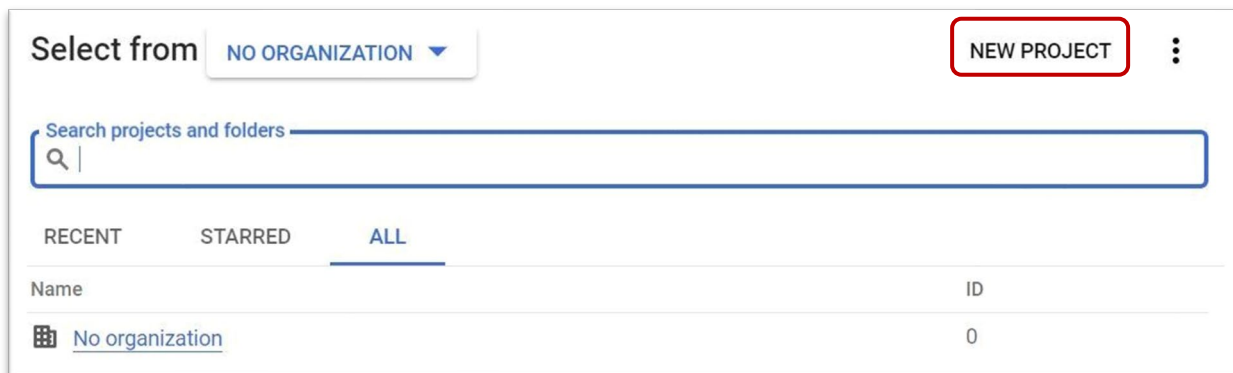 Select from NO ORGANIZATION NEW PROJECT
Search projects and folders
RECENT STARRED ALL
Name ID
No organization 0